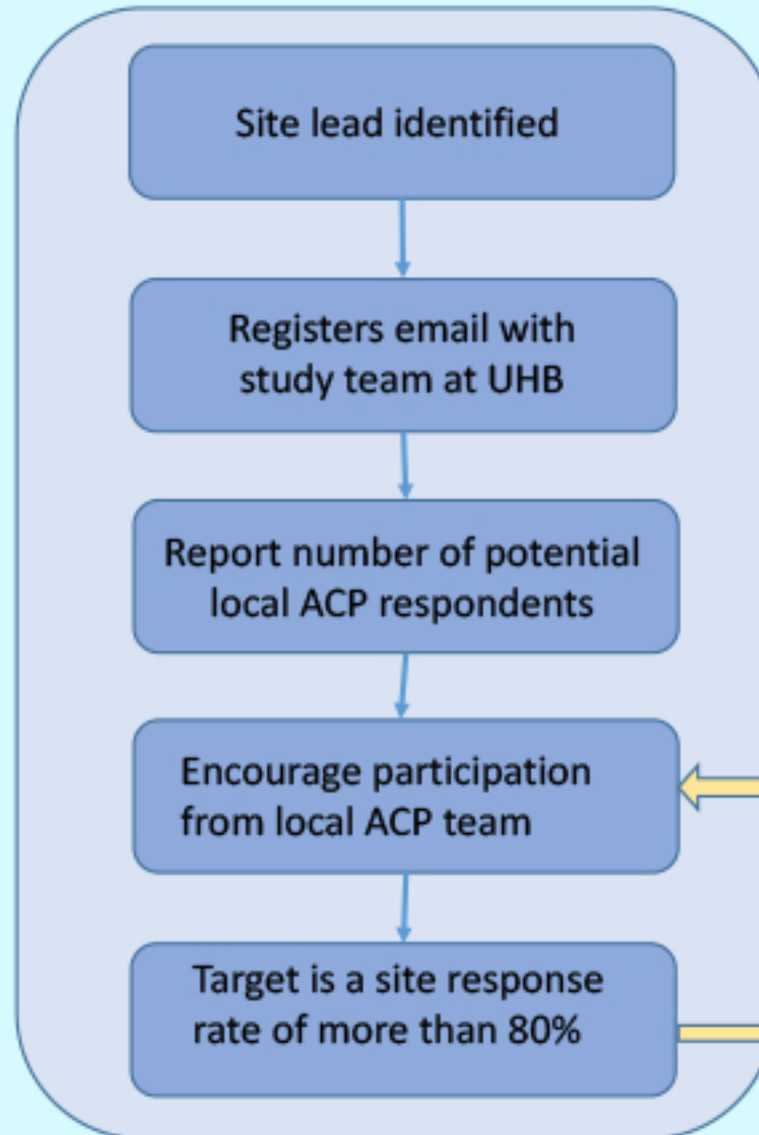 Site lead identified
Registers email with
study team at UHB
Report number of potential
local ACP respondents
Encourage participation
from local ACP team
Target is a site response
rate of more than 80%